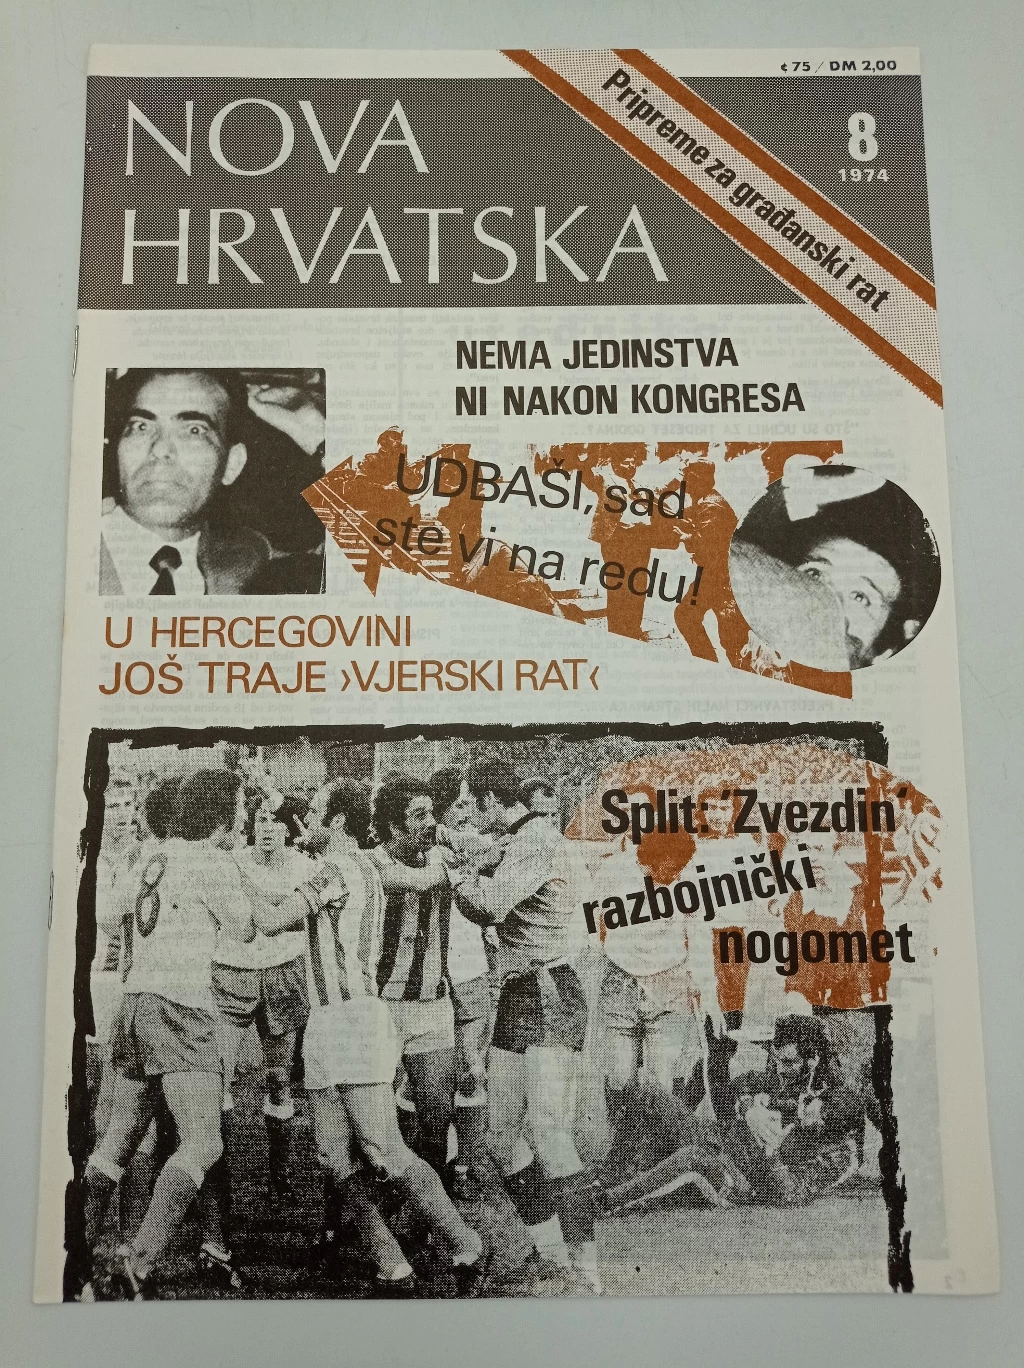 ¢ 75 / DM 2,00
NOVA
HRVATSKA
8
1974
Pripreme za građanski rat
NEMA JEDINSTVA
NI NAKON KONGRESA
UDBAŠI, sad
ste vi na redu!
U HERCEGOVINI
JOŠ TRAJE ›VJERSKI RAT‹
Split: 'Zvezdin'
razbojnički
nogomet
8